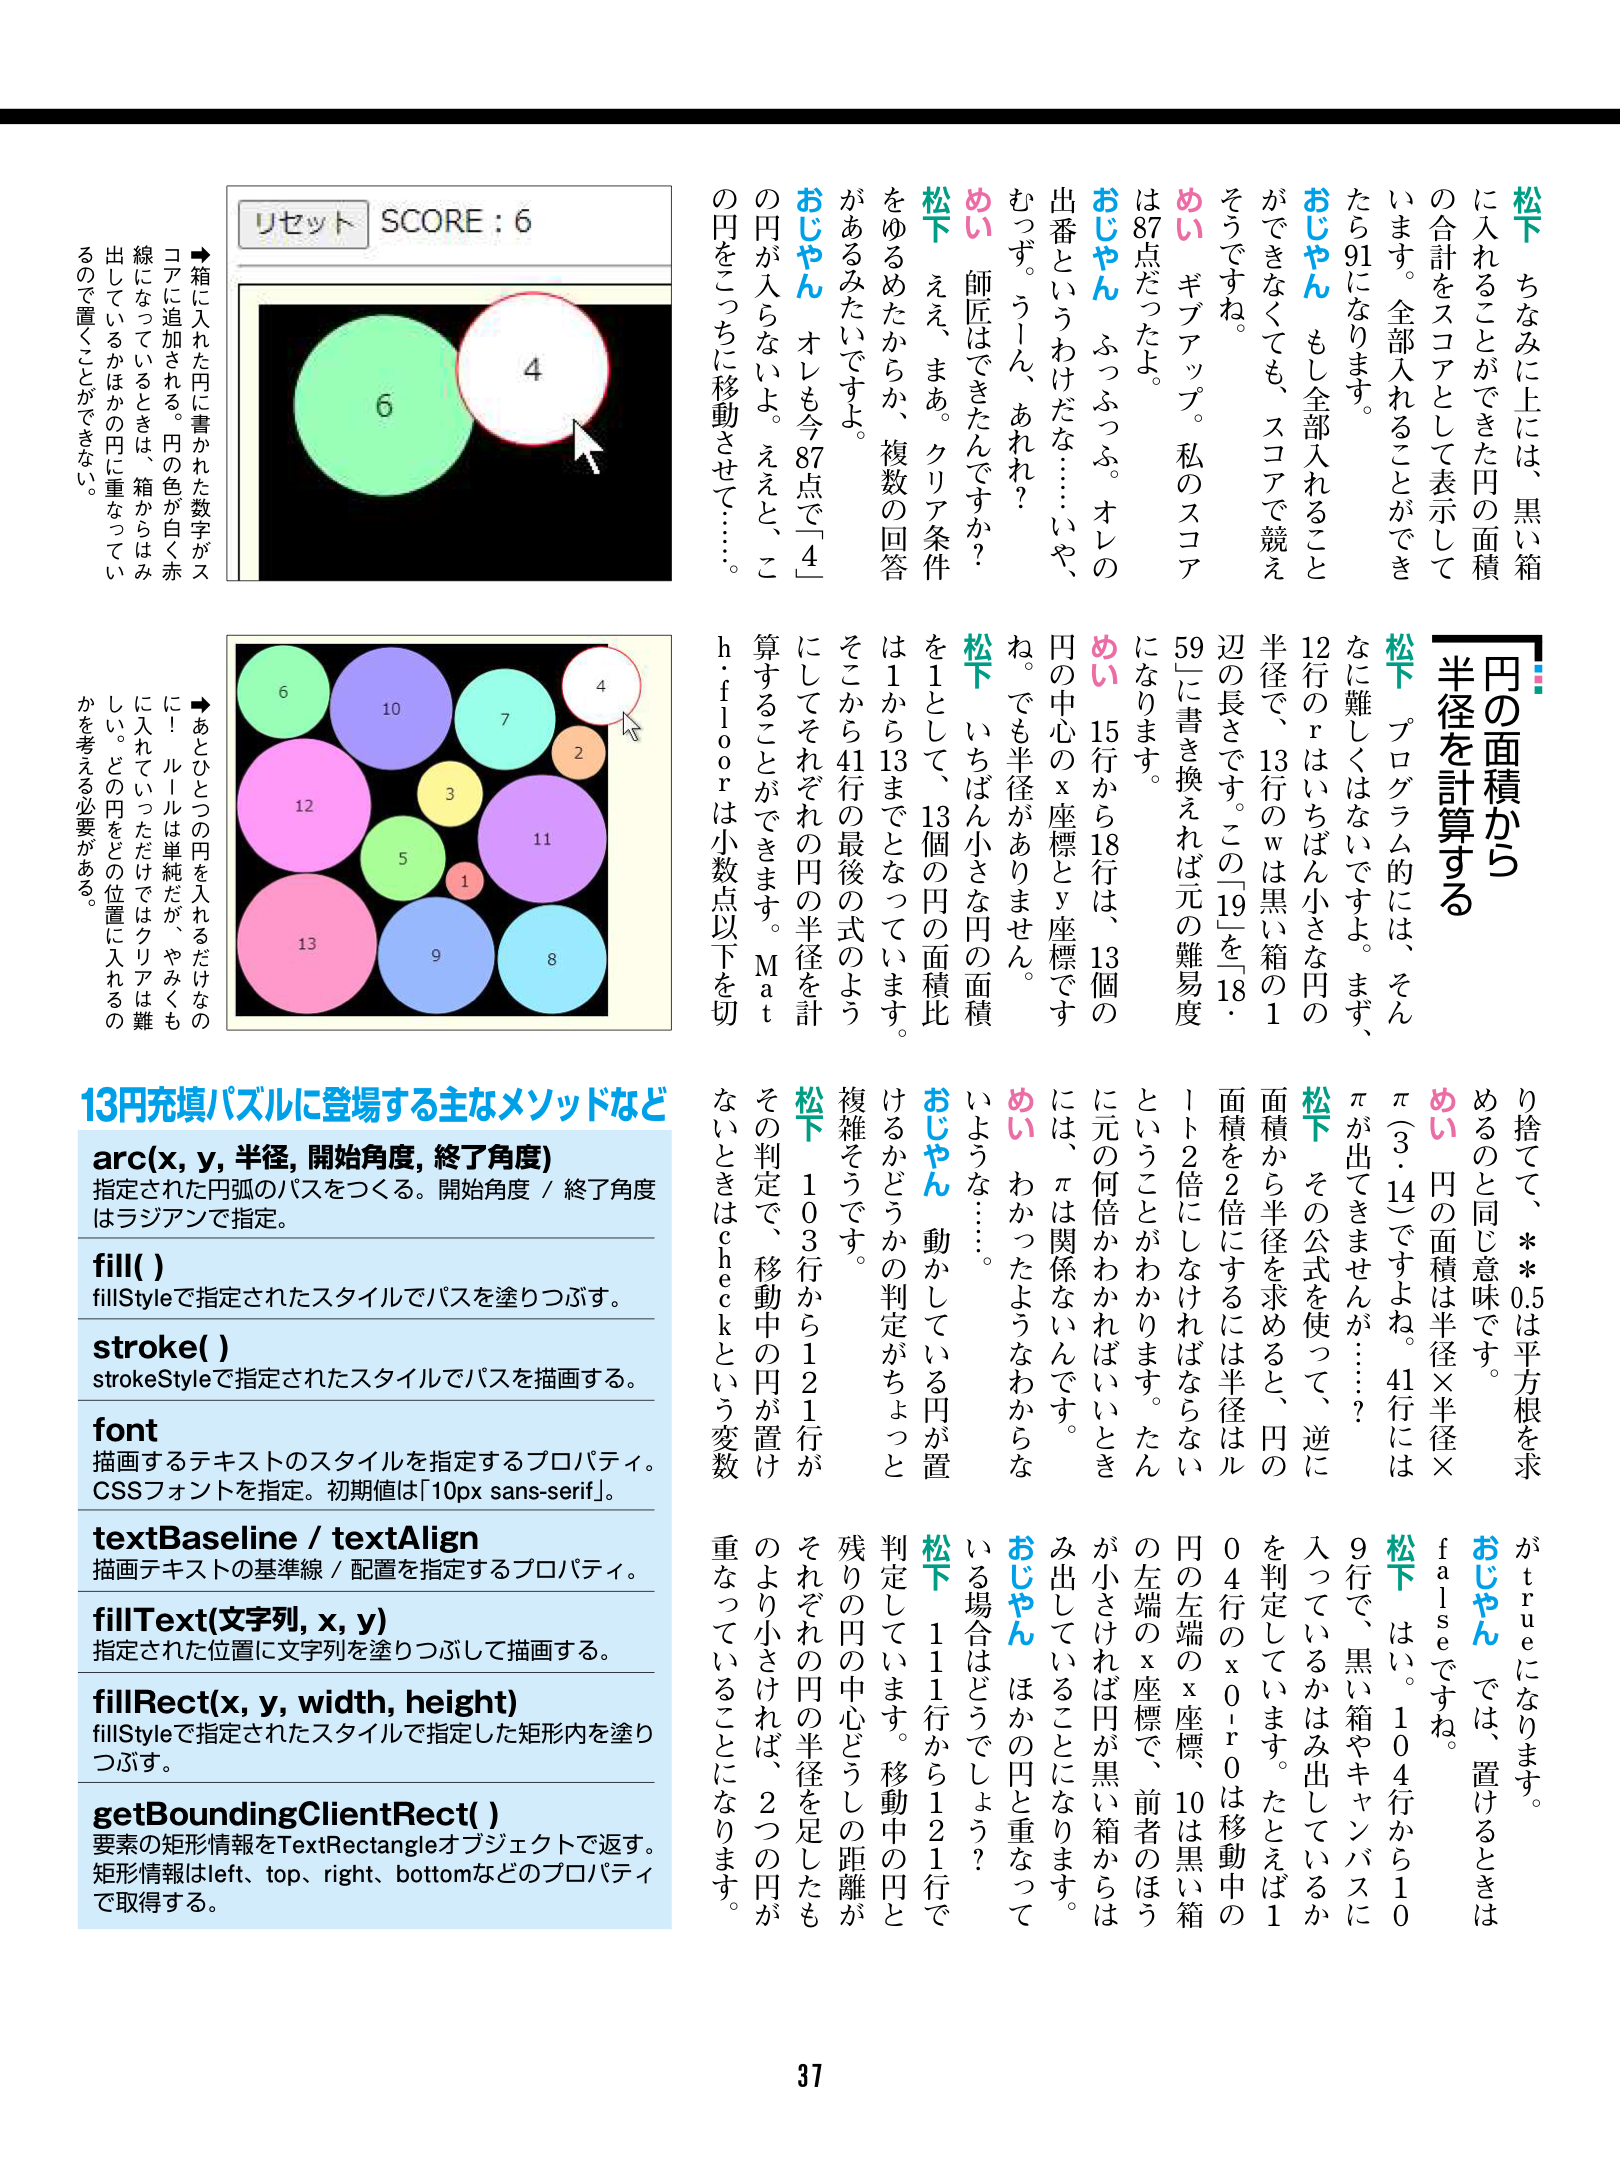 松下　ちなみに上には、黒い箱
に入れることができた円の面積
の合計をスコアとして表示して
います。全部入れることができ
たら91になります。
おじやん　もし全部入れること
ができなくても、スコアで競え
そうですね。
めい　ギブアップ。私のスコア
は87点だったよ。
おじやん　ふっふっふ。オレの
出番というわけだな……いや、
むっず。うーん、あれれ？
めい　師匠はできたんですか？
松下　ええ、まあ。クリア条件
をゆるめたからか、複数の回答
があるみたいですよ。
おじやん　オレも今87点で「4」
の円が入らないよ。ええと、こ
の円をこっちに移動させて……。
リセット SCORE：6
6
4
➡箱に入れた円に書かれた数字がス
コアに追加される。円の色が白く赤
線になっているときは、箱からはみ
出しているかほかの円に重なってい
るので置くことができない。
円の面積から
半径を計算する
松下　プログラム的には、そん
なに難しくはないですよ。まず、
12行のrはいちばん小さな円の
半径で、13行のwは黒い箱の1
辺の長さです。この「19」を「18・
59」に書き換えれば元の難易度
になります。
めい　15行から18行は、13個の
円の中心のx座標とy座標です
ね。でも半径がありません。
松下　いちばん小さな円の面積
を1として、13個の円の面積比
は1から13までとなっています。
そこから41行の最後の式のよう
にしてそれぞれの円の半径を計
算することができます。Mat
h.floorは小数点以下を切
6
10
7
4
2
12
3
11
5
1
13
9
8
➡あとひとつの円を入れるだけなの
に！　ルールは単純だが、やみくも
に入れていっただけではクリアは難
しい。どの円をどの位置に入れるの
かを考える必要がある。
り捨てて、＊＊0.5は平方根を求
めるのと同じ意味です。
めい　円の面積は半径×半径×
π（3・14）ですよね。41行には
πが出てきませんが……？
松下　その公式を使って、逆に
面積から半径を求めると、円の
面積を2倍にするには半径はル
ート2倍にしなければならない
ということがわかります。たん
に元の何倍かわかればいいとき
には、πは関係ないんです。
めい　わかったようなわからな
いような……。
おじやん　動かしている円が置
けるかどうかの判定がちょっと
複雑そうです。
松下　103行から121行が
その判定で、移動中の円が置け
ないときはcheckという変数
がtrueになります。
おじやん　では、置けるときは
falseですね。
松下　はい。104行から10
9行で、黒い箱やキャンバスに
入っているかはみ出しているか
を判定しています。たとえば1
04行のx0-r0は移動中の
円の左端のx座標、10は黒い箱
の左端のx座標で、前者のほう
が小さければ円が黒い箱からは
み出していることになります。
おじやん　ほかの円と重なって
いる場合はどうでしょう？
松下　111行から121行で
判定しています。移動中の円と
残りの円の中心どうしの距離が
それぞれの円の半径を足したも
のより小さければ、2つの円が
重なっていることになります。
13円充填パズルに登場する主なメソッドなど
arc(x, y, 半径, 開始角度, 終了角度)
指定された円弧のパスをつくる。開始角度 / 終了角度
はラジアンで指定。
fill( )
fillStyleで指定されたスタイルでパスを塗りつぶす。
stroke( )
strokeStyleで指定されたスタイルでパスを描画する。
font
描画するテキストのスタイルを指定するプロパティ。
CSSフォントを指定。初期値は「10px sans-serif」。
textBaseline / textAlign
描画テキストの基準線 / 配置を指定するプロパティ。
fillText(文字列, x, y)
指定された位置に文字列を塗りつぶして描画する。
fillRect(x, y, width, height)
fillStyleで指定されたスタイルで指定した矩形内を塗り
つぶす。
getBoundingClientRect( )
要素の矩形情報をTextRectangleオブジェクトで返す。
矩形情報はleft、top、right、bottomなどのプロパティ
で取得する。
37